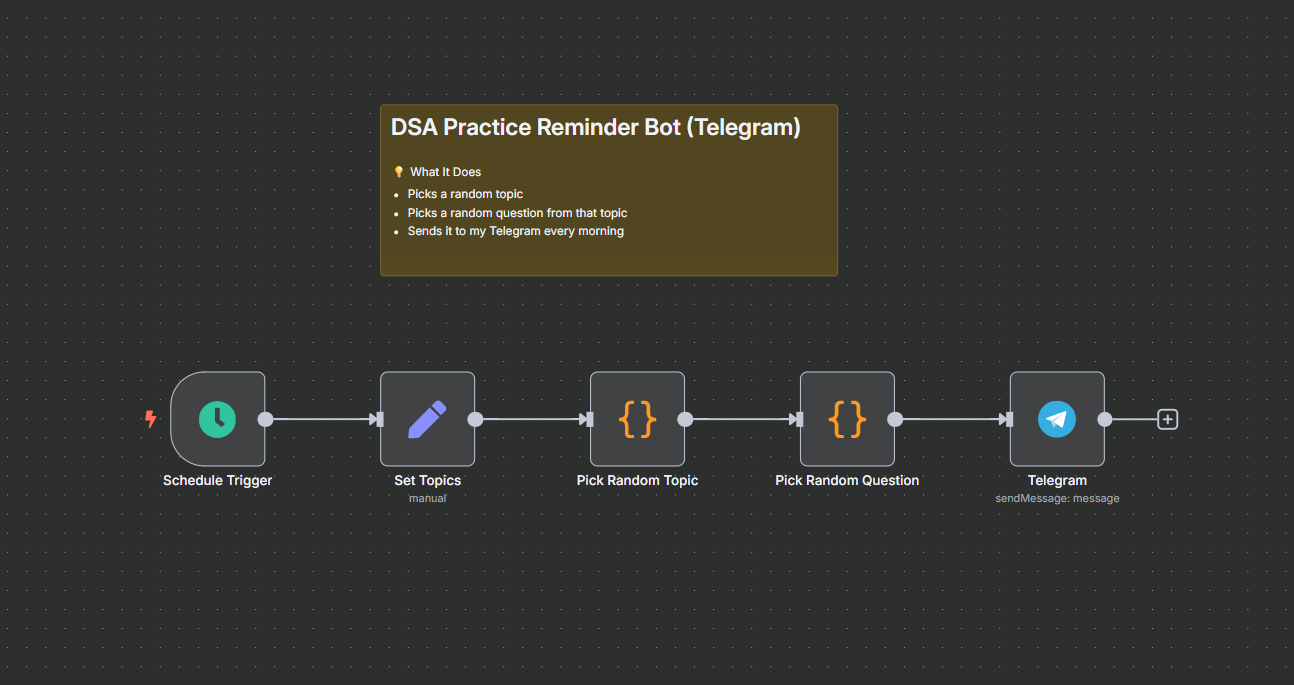 DSA Practice Reminder Bot (Telegram)
💡 What It Does
• Picks a random topic
• Picks a random question from that topic
• Sends it to my Telegram every morning
Schedule Trigger
Set Topics
manual
Pick Random Topic
Pick Random Question
Telegram
sendMessage: message